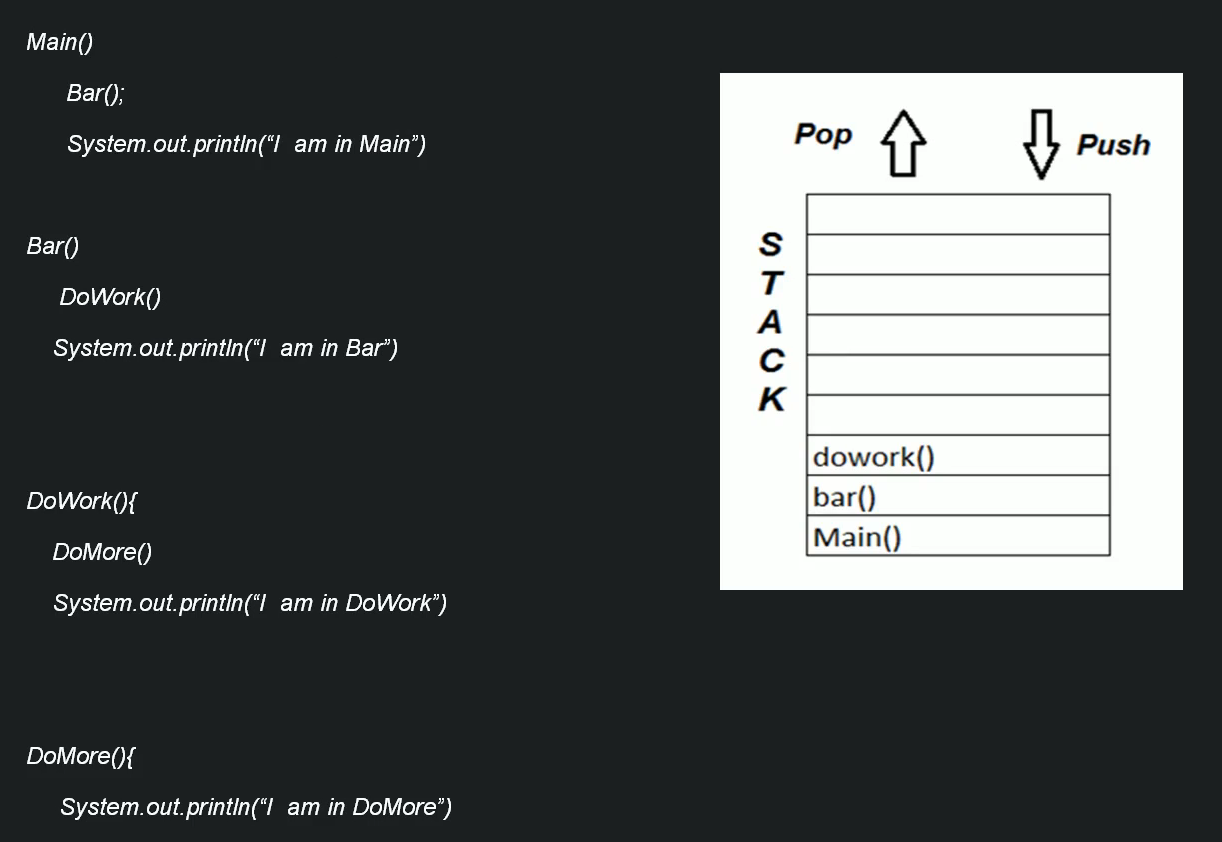 Main()
Bar();
System.out.println(“I  am in Main”)
Bar()
DoWork()
System.out.println(“I  am in Bar”)
DoWork(){
DoMore()
System.out.println(“I  am in DoWork”)
DoMore(){
System.out.println(“I  am in DoMore”)
Pop
Push
STACK
dowork()
bar()
Main()